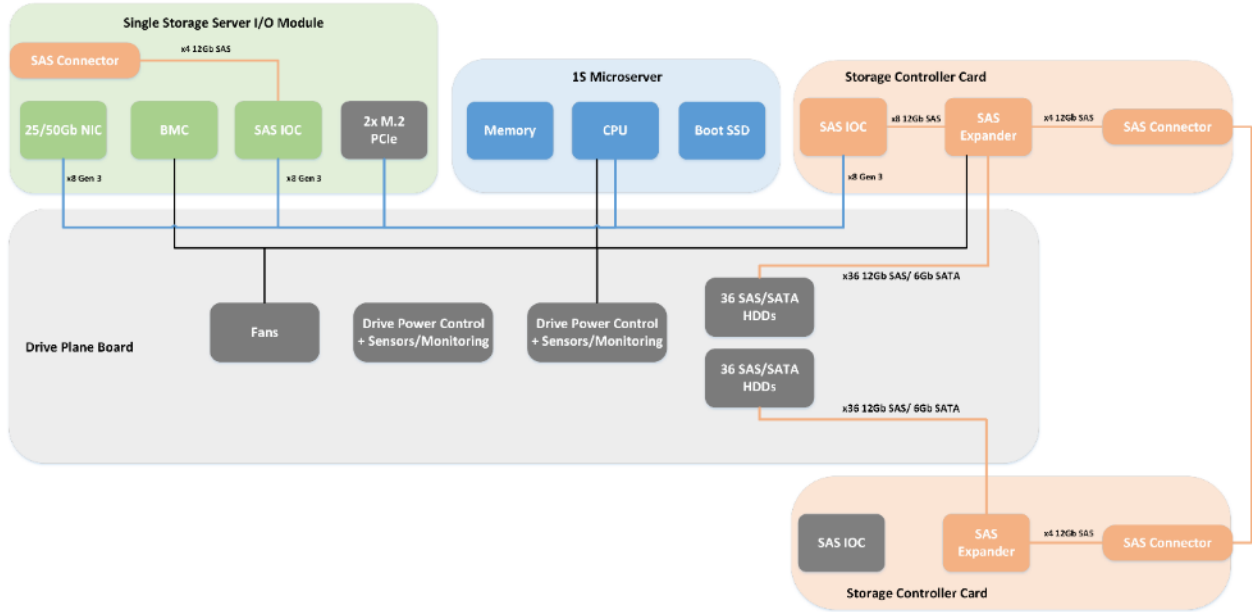 Single Storage Server I/O Module
SAS Connector
x4 12Gb SAS
25/50Gb NIC
BMC
SAS IOC
2x M.2
PCIe
x8 Gen 3
x8 Gen 3
1S Microserver
Memory
CPU
Boot SSD
Storage Controller Card
SAS IOC
x8 12Gb SAS
SAS
Expander
x4 12Gb SAS
SAS Connector
x8 Gen 3
x36 12Gb SAS/ 6Gb SATA
36 SAS/SATA
HDDs
Fans
Drive Power Control
+ Sensors/Monitoring
Drive Power Control
+ Sensors/Monitoring
Drive Plane Board
36 SAS/SATA
HDDs
x36 12Gb SAS/ 6Gb SATA
SAS IOC
SAS
Expander
x4 12Gb SAS
SAS Connector
Storage Controller Card